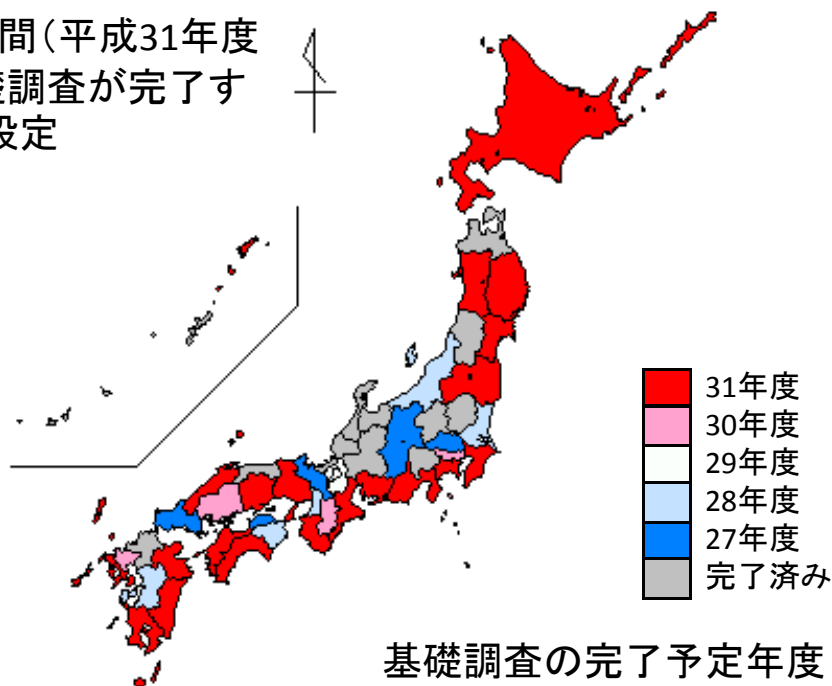 間（平成31年度
礎調査が完了す
設定
31年度
30年度
29年度
28年度
27年度
完了済み
基礎調査の完了予定年度